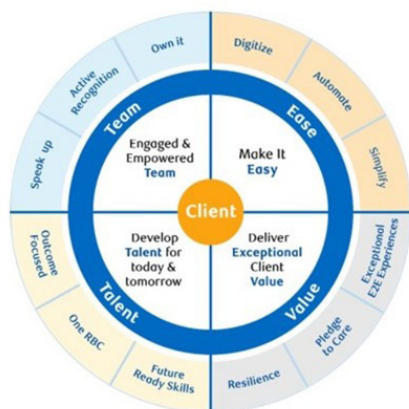 Own it
Active
Recognition
Speak up
Digitize
Automate
Simplify
Team
Ease
Engaged &
Empowered
Team
Make It
Easy
Client
Develop
Talent for
today &
tomorrow
Deliver
Exceptional
Client
Value
Talent
Value
Outcome
Focused
One RBC
Future
Ready Skills
Exceptional
E2E Experiences
Pledge
to Care
Resilience